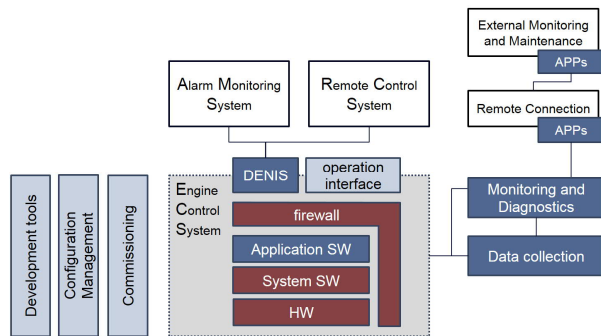 External Monitoring
and Maintenance
APPs
Alarm Monitoring
System
Remote Control
System
Remote Connection
APPs
DENIS
operation
interface
Engine
Control
System
firewall
Application SW
System SW
HW
Monitoring and
Diagnostics
Data collection
Development tools
Configuration
Management
Commissioning